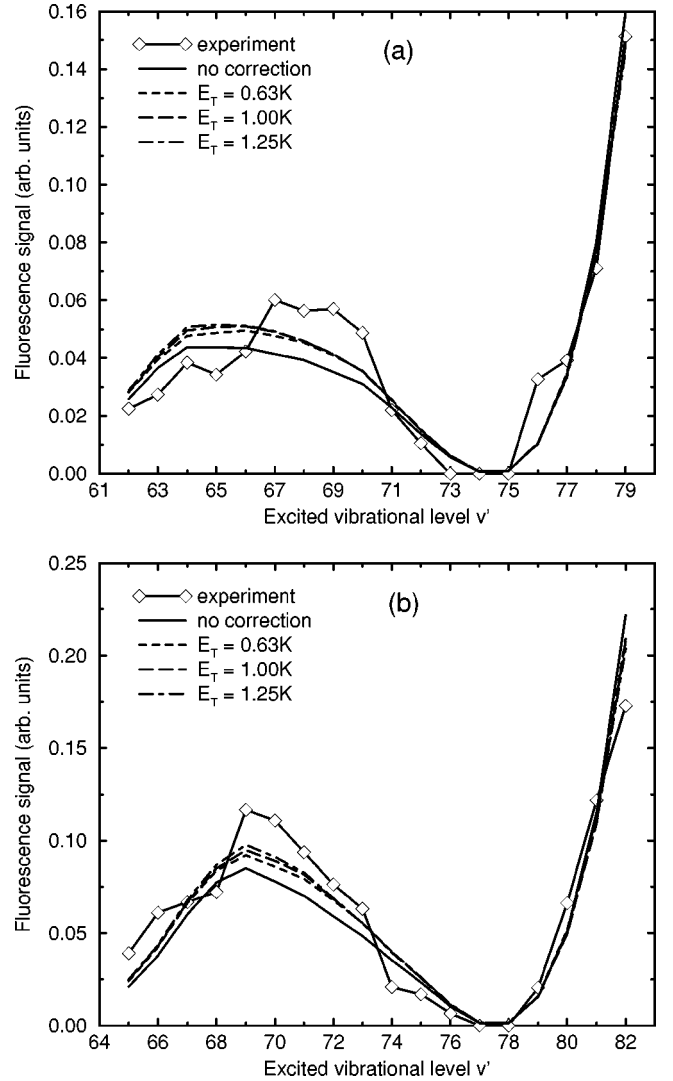 0.16
0.14
0.12
0.10
0.08
0.06
0.04
0.02
0.00
Fluorescence signal (arb. units)
experiment
no correction
E_T = 0.63K
E_T = 1.00K
E_T = 1.25K
(a)
61 63 65 67 69 71 73 75 77 79
Excited vibrational level v'
0.25
0.20
0.15
0.10
0.05
0.00
Fluorescence signal (arb. units)
experiment
no correction
E_T = 0.63K
E_T = 1.00K
E_T = 1.25K
(b)
64 66 68 70 72 74 76 78 80 82
Excited vibrational level v'